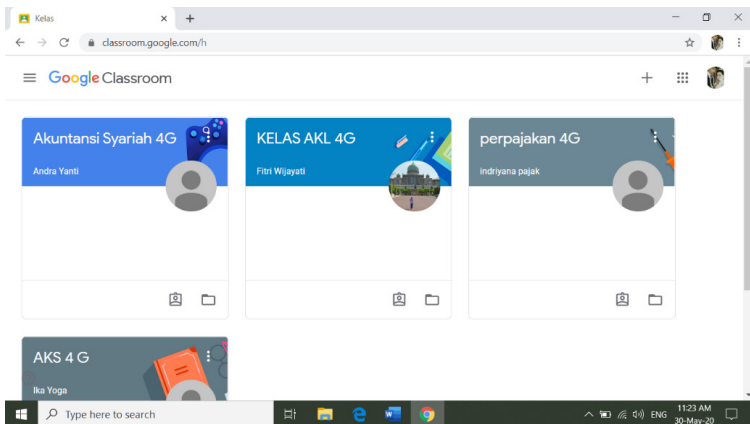 Kelas
classroom.google.com/h
Google Classroom
Akuntansi Syariah 4G
Andra Yanti
KELAS AKL 4G
Fitri Wijayati
perpajakan 4G
indriyana pajak
AKS 4 G
Ika Yoga
Type here to search
ENG
11:23 AM
30-May-20